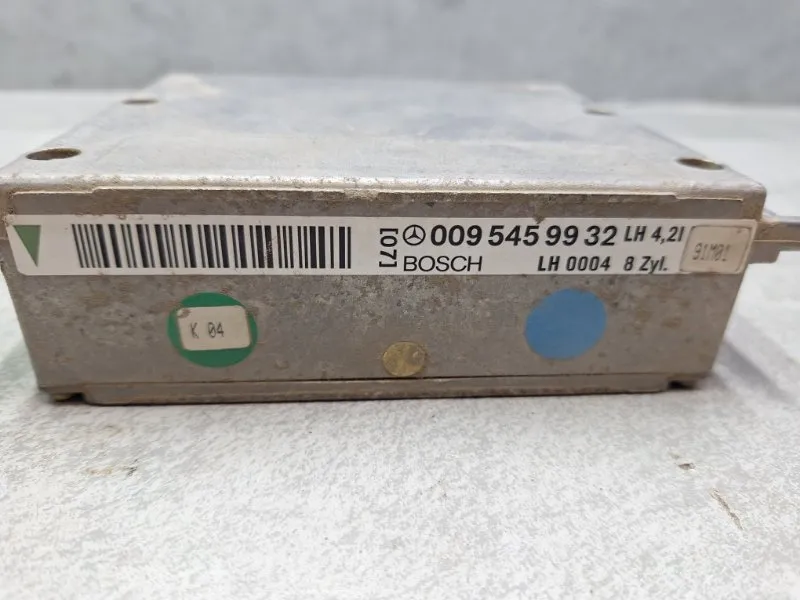 [07] 009 545 99 32 LH 4,2l
BOSCH LH 0004 8 Zyl.
91M01
K 04